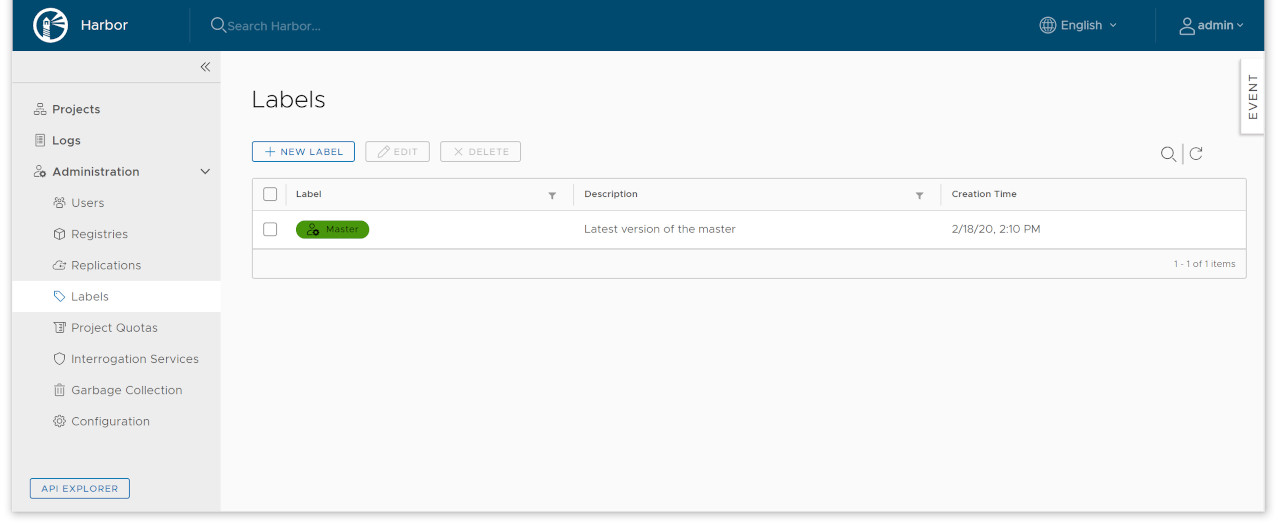 Harbor
Search Harbor...
English
admin
EVENT
Projects
Logs
Administration
Users
Registries
Replications
Labels
Project Quotas
Interrogation Services
Garbage Collection
Configuration
API EXPLORER
Labels
NEW LABEL EDIT DELETE
Label Description Creation Time
Master Latest version of the master 2/18/20, 2:10 PM
1 - 1 of 1 items